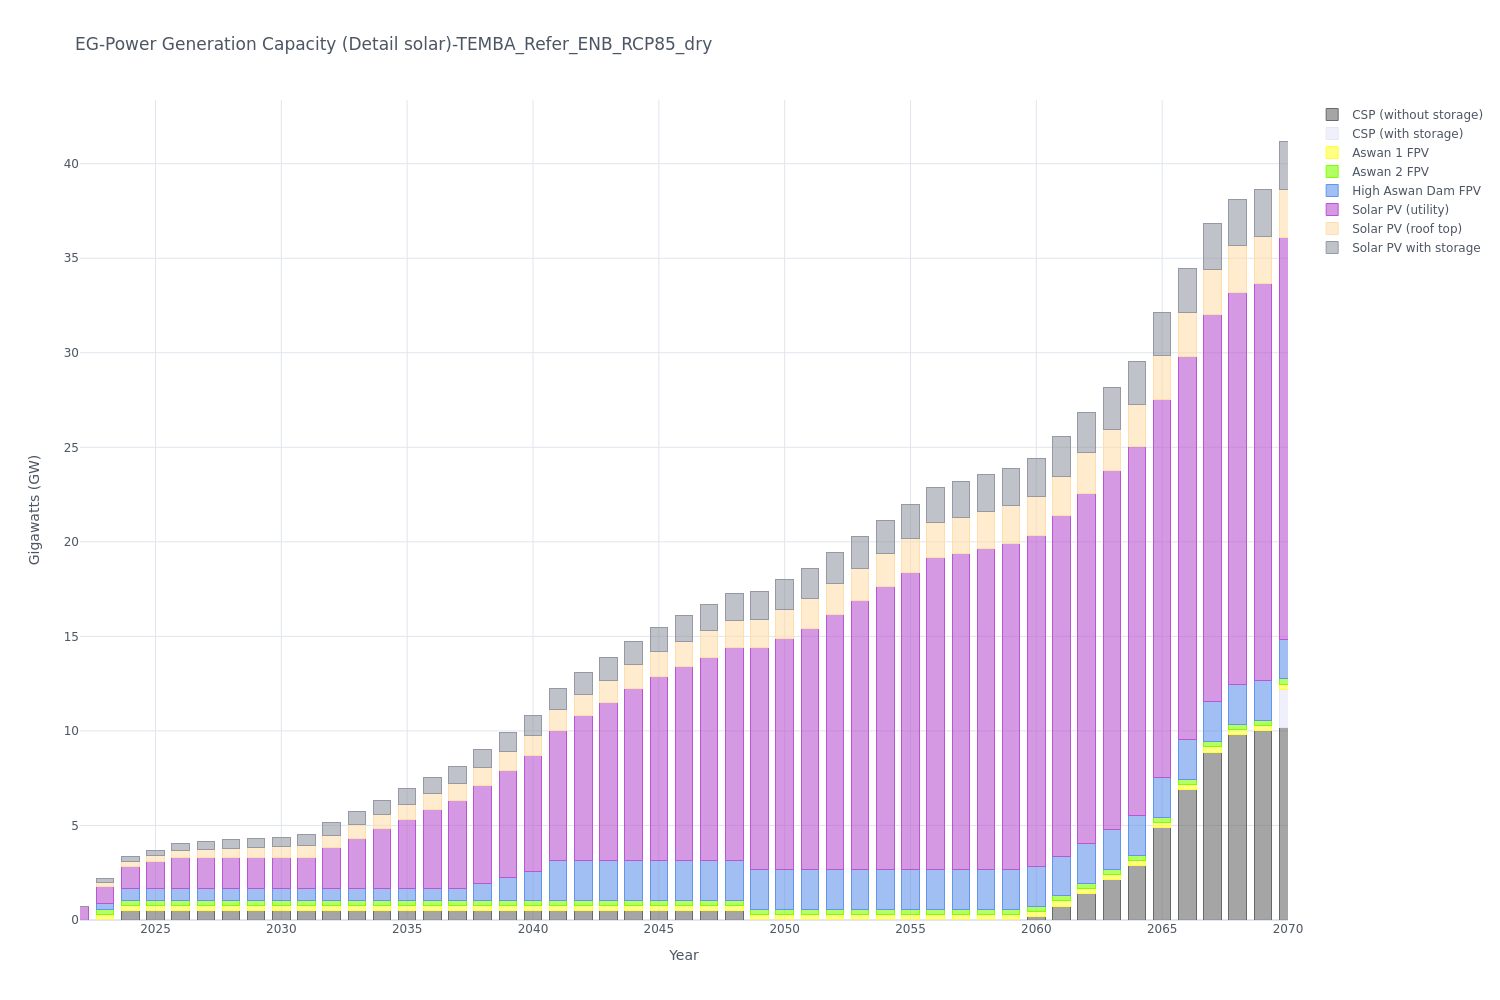 EG-Power Generation Capacity (Detail solar)-TEMBA_Refer_ENB_RCP85_dry
CSP (without storage)
CSP (with storage)
Aswan 1 FPV
Aswan 2 FPV
High Aswan Dam FPV
Solar PV (utility)
Solar PV (roof top)
Solar PV with storage
Gigawatts (GW)
40
35
30
25
20
15
10
5
0
2025 2030 2035 2040 2045 2050 2055 2060 2065 2070
Year